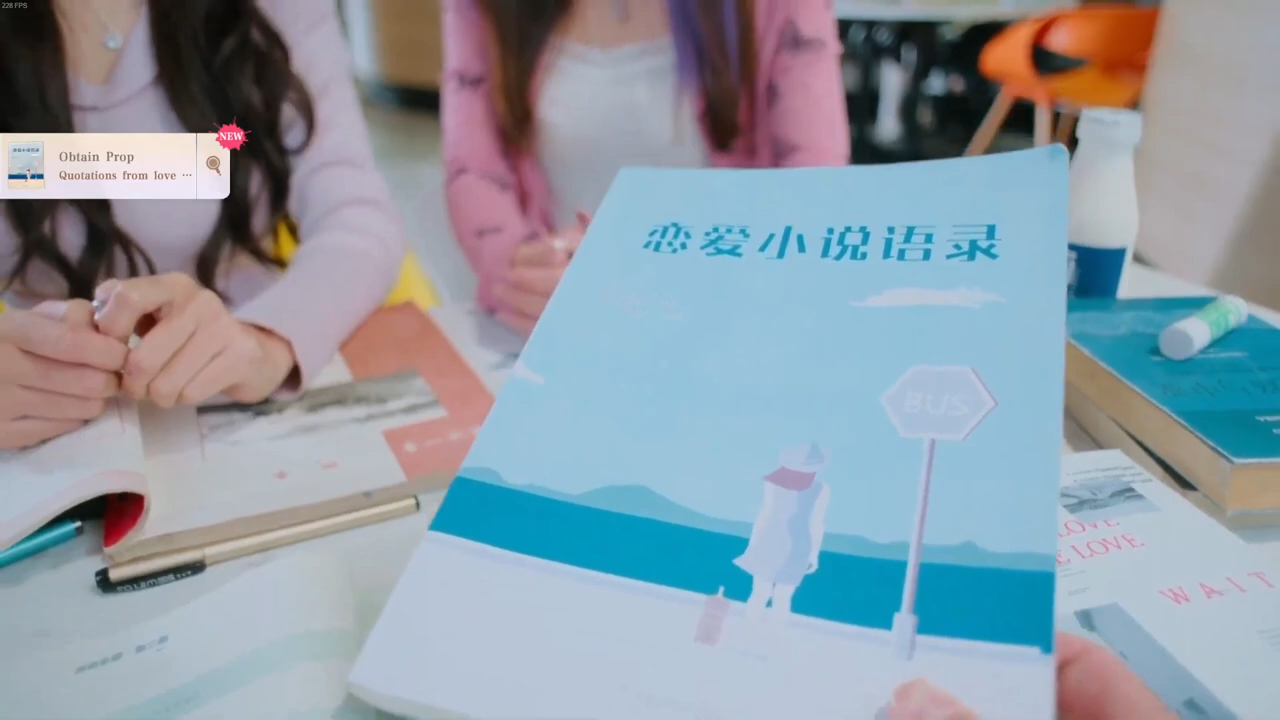 228 FPS
NEW
Obtain Prop
Quotations from love ...
恋爱小说语录
BUS
LOVE
E LOVE
WAIT